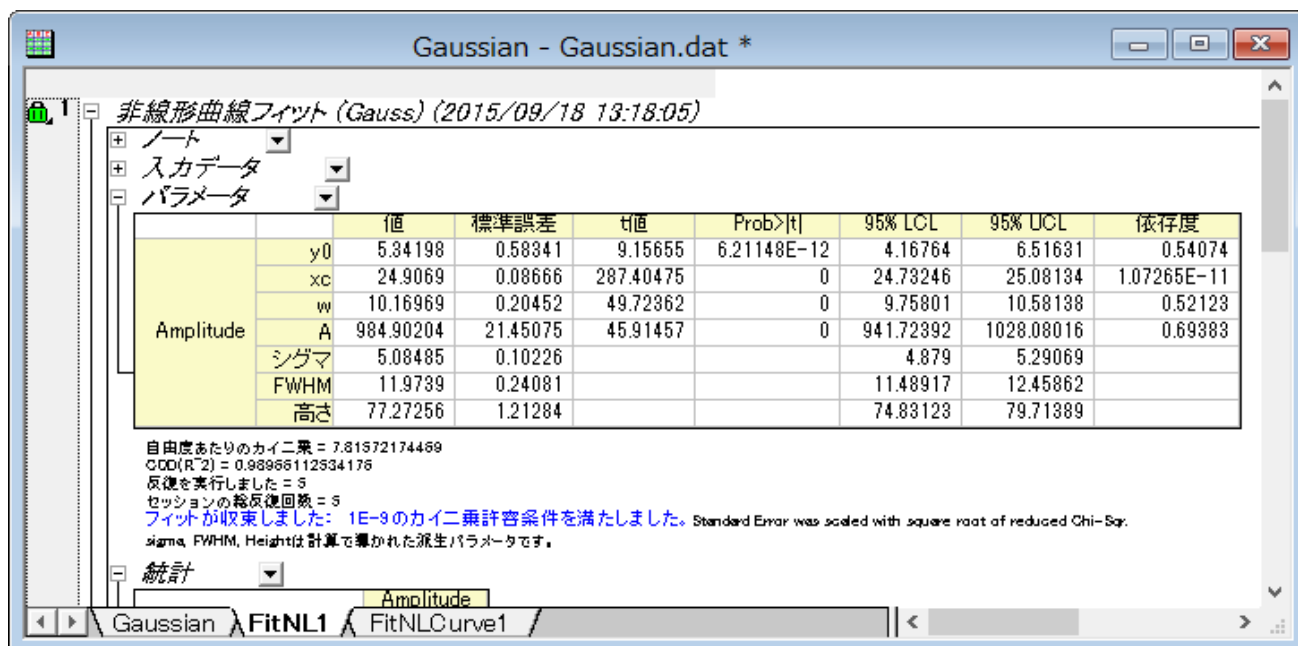 Gaussian - Gaussian.dat *
1 非線形曲線フィット (Gauss) (2015/09/18 13:18:05)
ノート
入力データ
パラメータ
値 標準誤差 t値 Prob>|t| 95% LCL 95% UCL 依存度
Amplitude
y0 5.34198 0.58341 9.15655 6.21148E-12 4.16764 6.51631 0.54074
xc 24.9069 0.08666 287.40475 0 24.73246 25.08134 1.07265E-11
w 10.16969 0.20452 49.72362 0 9.75801 10.58138 0.52123
A 984.90204 21.45075 45.91457 0 941.72392 1028.08016 0.69383
シグマ 5.08485 0.10226 4.879 5.29069
FWHM 11.9739 0.24081 11.48917 12.45862
高さ 77.27256 1.21284 74.83123 79.71389
自由度あたりのカイ二乗 = 7.81572174469
COD(R^2) =
反復を実行しました = 5
セッションの総反復回数 = 5
フィットが収束しました: 1E-9のカイ二乗許容条件を満たしました。 Standard Error was scaled with square root of reduced Chi-Sqr.
sigma, FWHM, Heightは計算で導かれた派生パラメータです。
統計
Amplitude
Gaussian FitNL1 FitNLCurve1